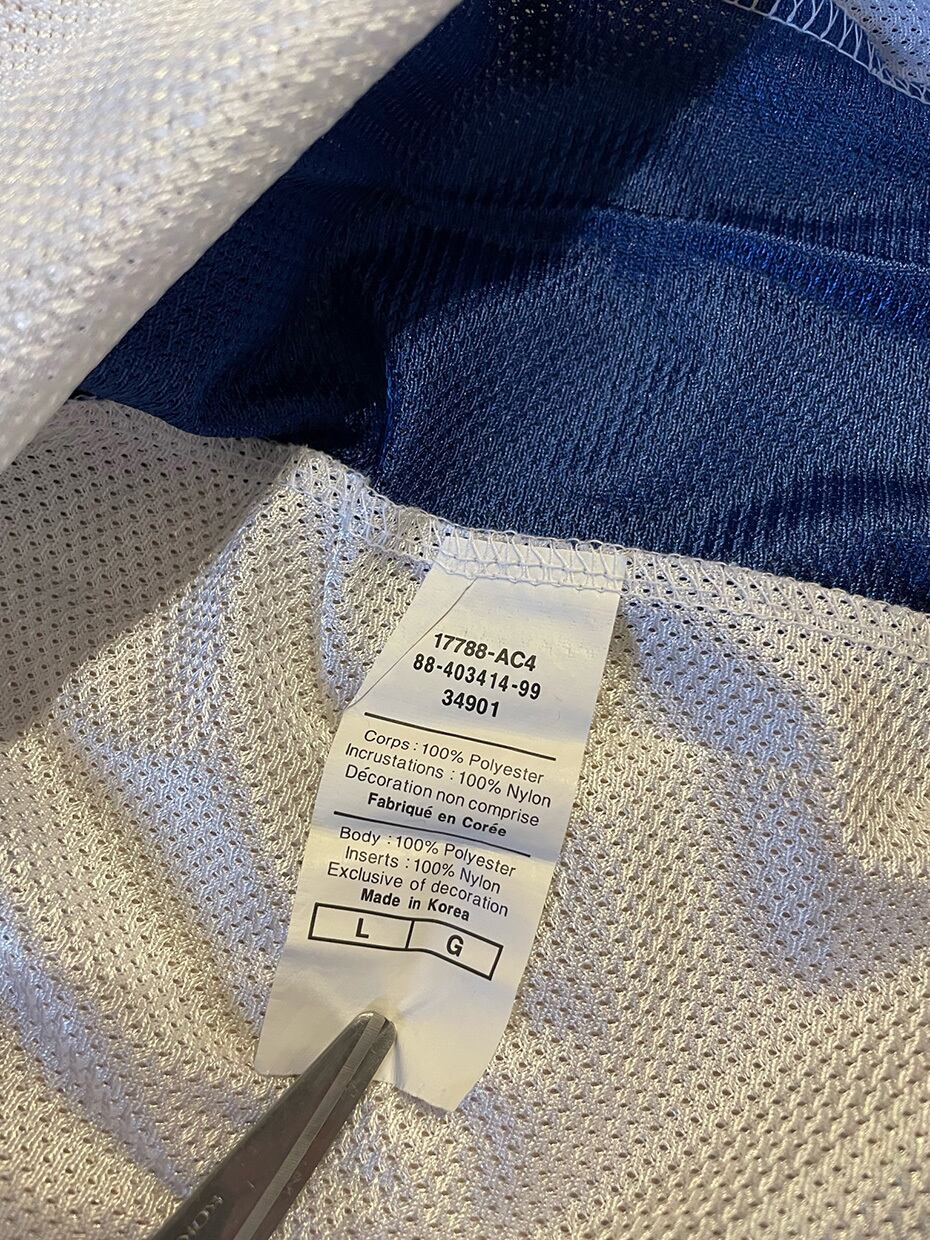 17788-AC4
88-403414-99
34901
Corps : 100% Polyester
Incrustations : 100% Nylon
Décoration non comprise
Fabriqué en Corée
Body : 100% Polyester
Inserts : 100% Nylon
Exclusive of decoration
Made in Korea
L G